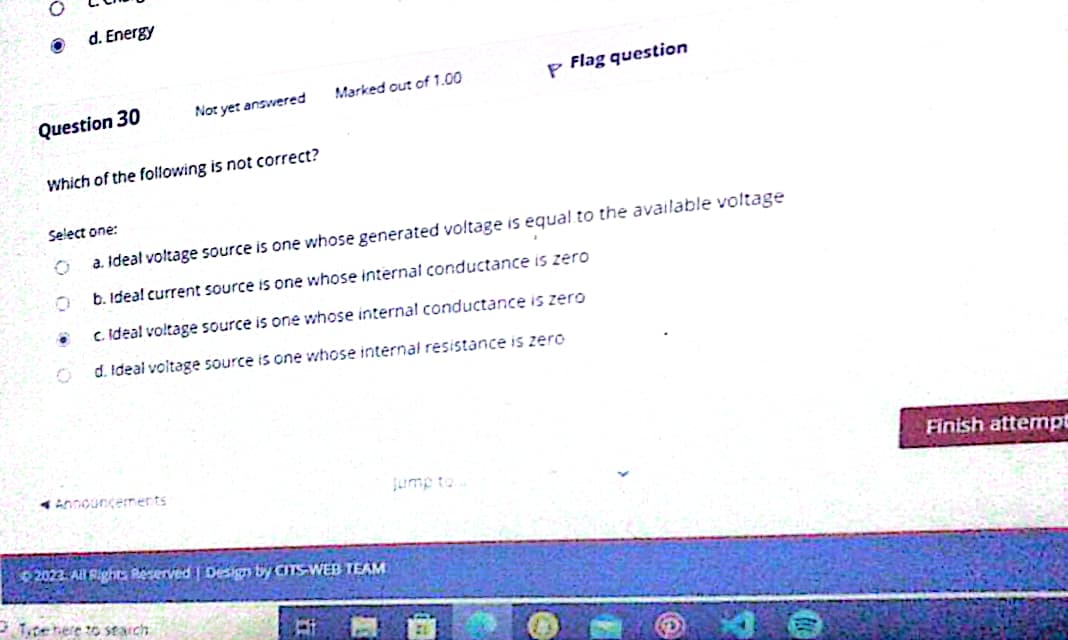 d. Energy
Question 30
Not yet answered
Marked out of 1.00
Flag question
Which of the following is not correct?
Select one:
a. Ideal voltage source is one whose generated voltage is equal to the available voltage
b. Ideal current source is one whose internal conductance is zero
c. Ideal voltage source is one whose internal conductance is zero
d. Ideal voltage source is one whose internal resistance is zero
Finish attempt
Jump to...
◄ Announcements
© 2023. All Rights Reserved | Design by CITS-WEB TEAM
Type here to search